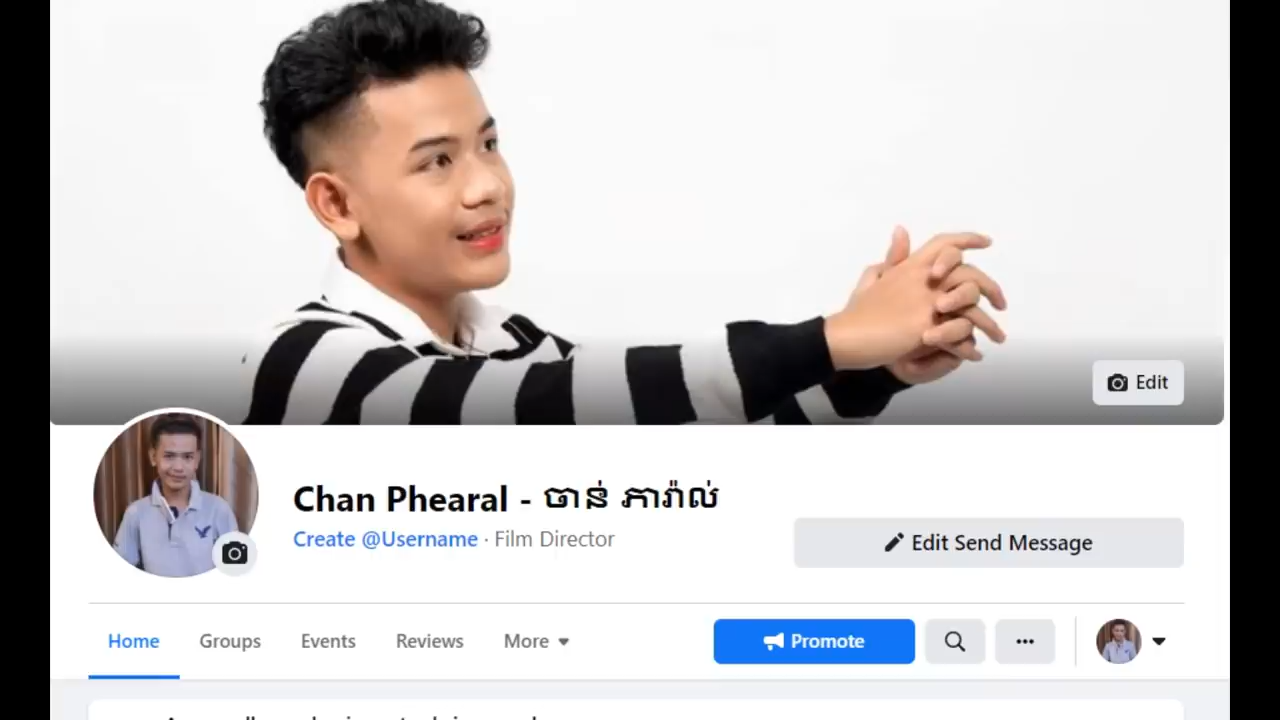 Edit
Chan Phearal - ចាន់ ភារ៉ាល់
Create @Username · Film Director
Edit Send Message
Home
Groups
Events
Reviews
More
Promote